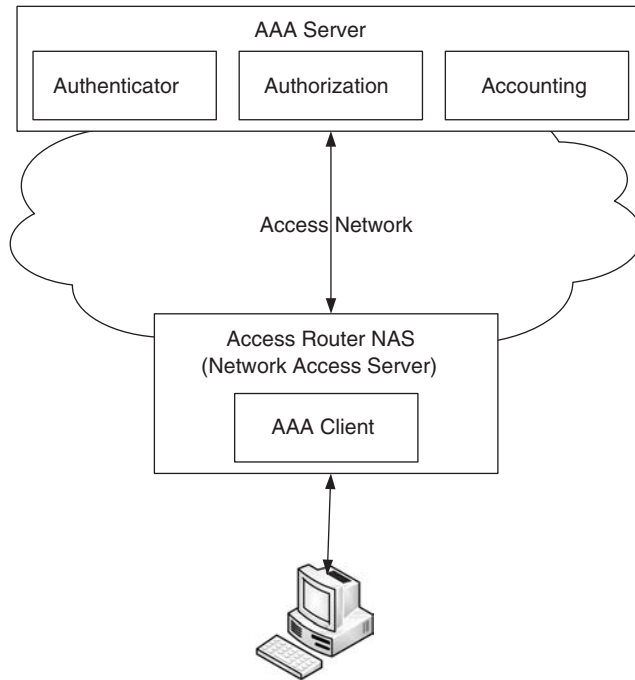 AAA Server
Authenticator
Authorization
Accounting
Access Network
Access Router NAS
(Network Access Server)
AAA Client